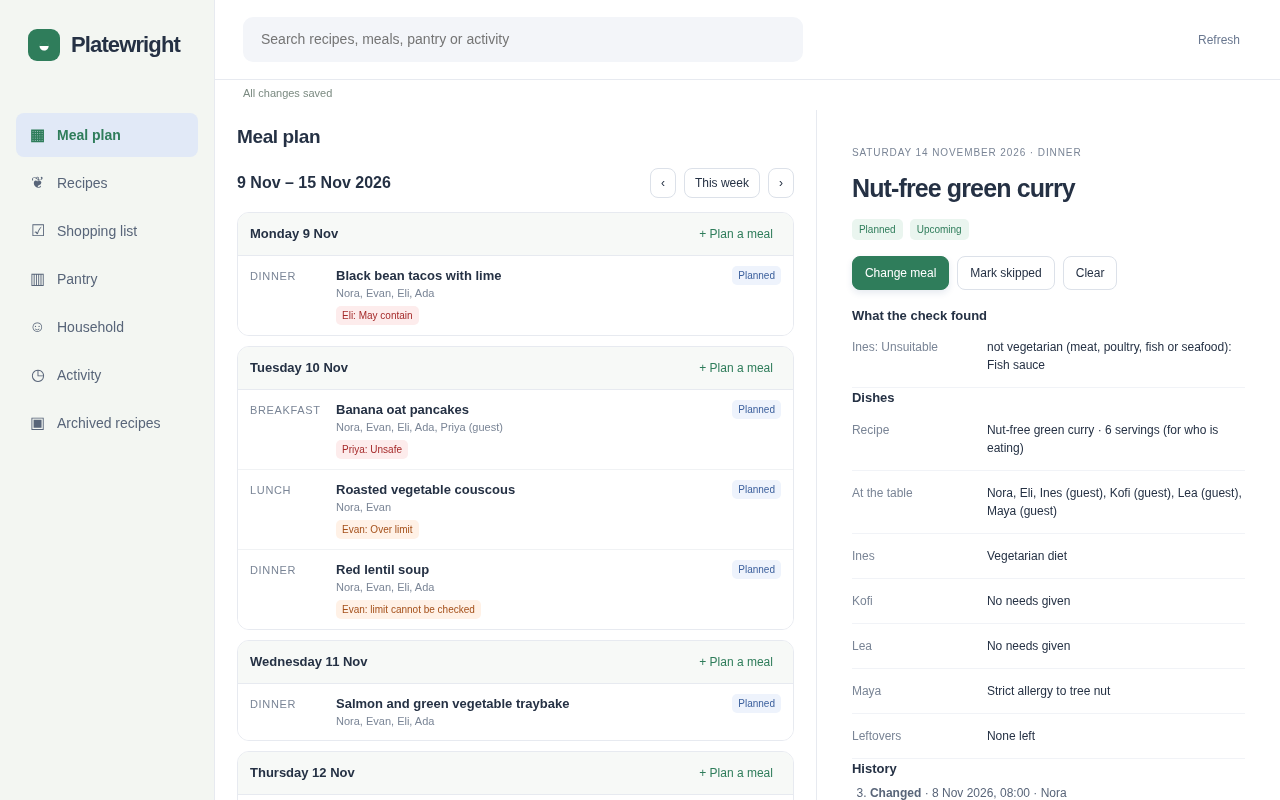 Platewright
Search recipes, meals, pantry or activity
Refresh
All changes saved
Meal plan
Recipes
Shopping list
Pantry
Household
Activity
Archived recipes
Meal plan
9 Nov – 15 Nov 2026
‹ This week ›
Monday 9 Nov + Plan a meal
DINNER Black bean tacos with lime Planned
Nora, Evan, Eli, Ada
Eli: May contain
Tuesday 10 Nov + Plan a meal
BREAKFAST Banana oat pancakes Planned
Nora, Evan, Eli, Ada, Priya (guest)
Priya: Unsafe
LUNCH Roasted vegetable couscous Planned
Nora, Evan
Evan: Over limit
DINNER Red lentil soup Planned
Nora, Evan, Eli, Ada
Evan: limit cannot be checked
Wednesday 11 Nov + Plan a meal
DINNER Salmon and green vegetable traybake Planned
Nora, Evan, Eli, Ada
Thursday 12 Nov + Plan a meal
SATURDAY 14 NOVEMBER 2026 · DINNER
Nut-free green curry
Planned Upcoming
Change meal Mark skipped Clear
What the check found
Ines: Unsuitable not vegetarian (meat, poultry, fish or seafood):
Fish sauce
Dishes
Recipe Nut-free green curry · 6 servings (for who is
eating)
At the table Nora, Eli, Ines (guest), Kofi (guest), Lea (guest),
Maya (guest)
Ines Vegetarian diet
Kofi No needs given
Lea No needs given
Maya Strict allergy to tree nut
Leftovers None left
History
3. Changed · 8 Nov 2026, 08:00 · Nora